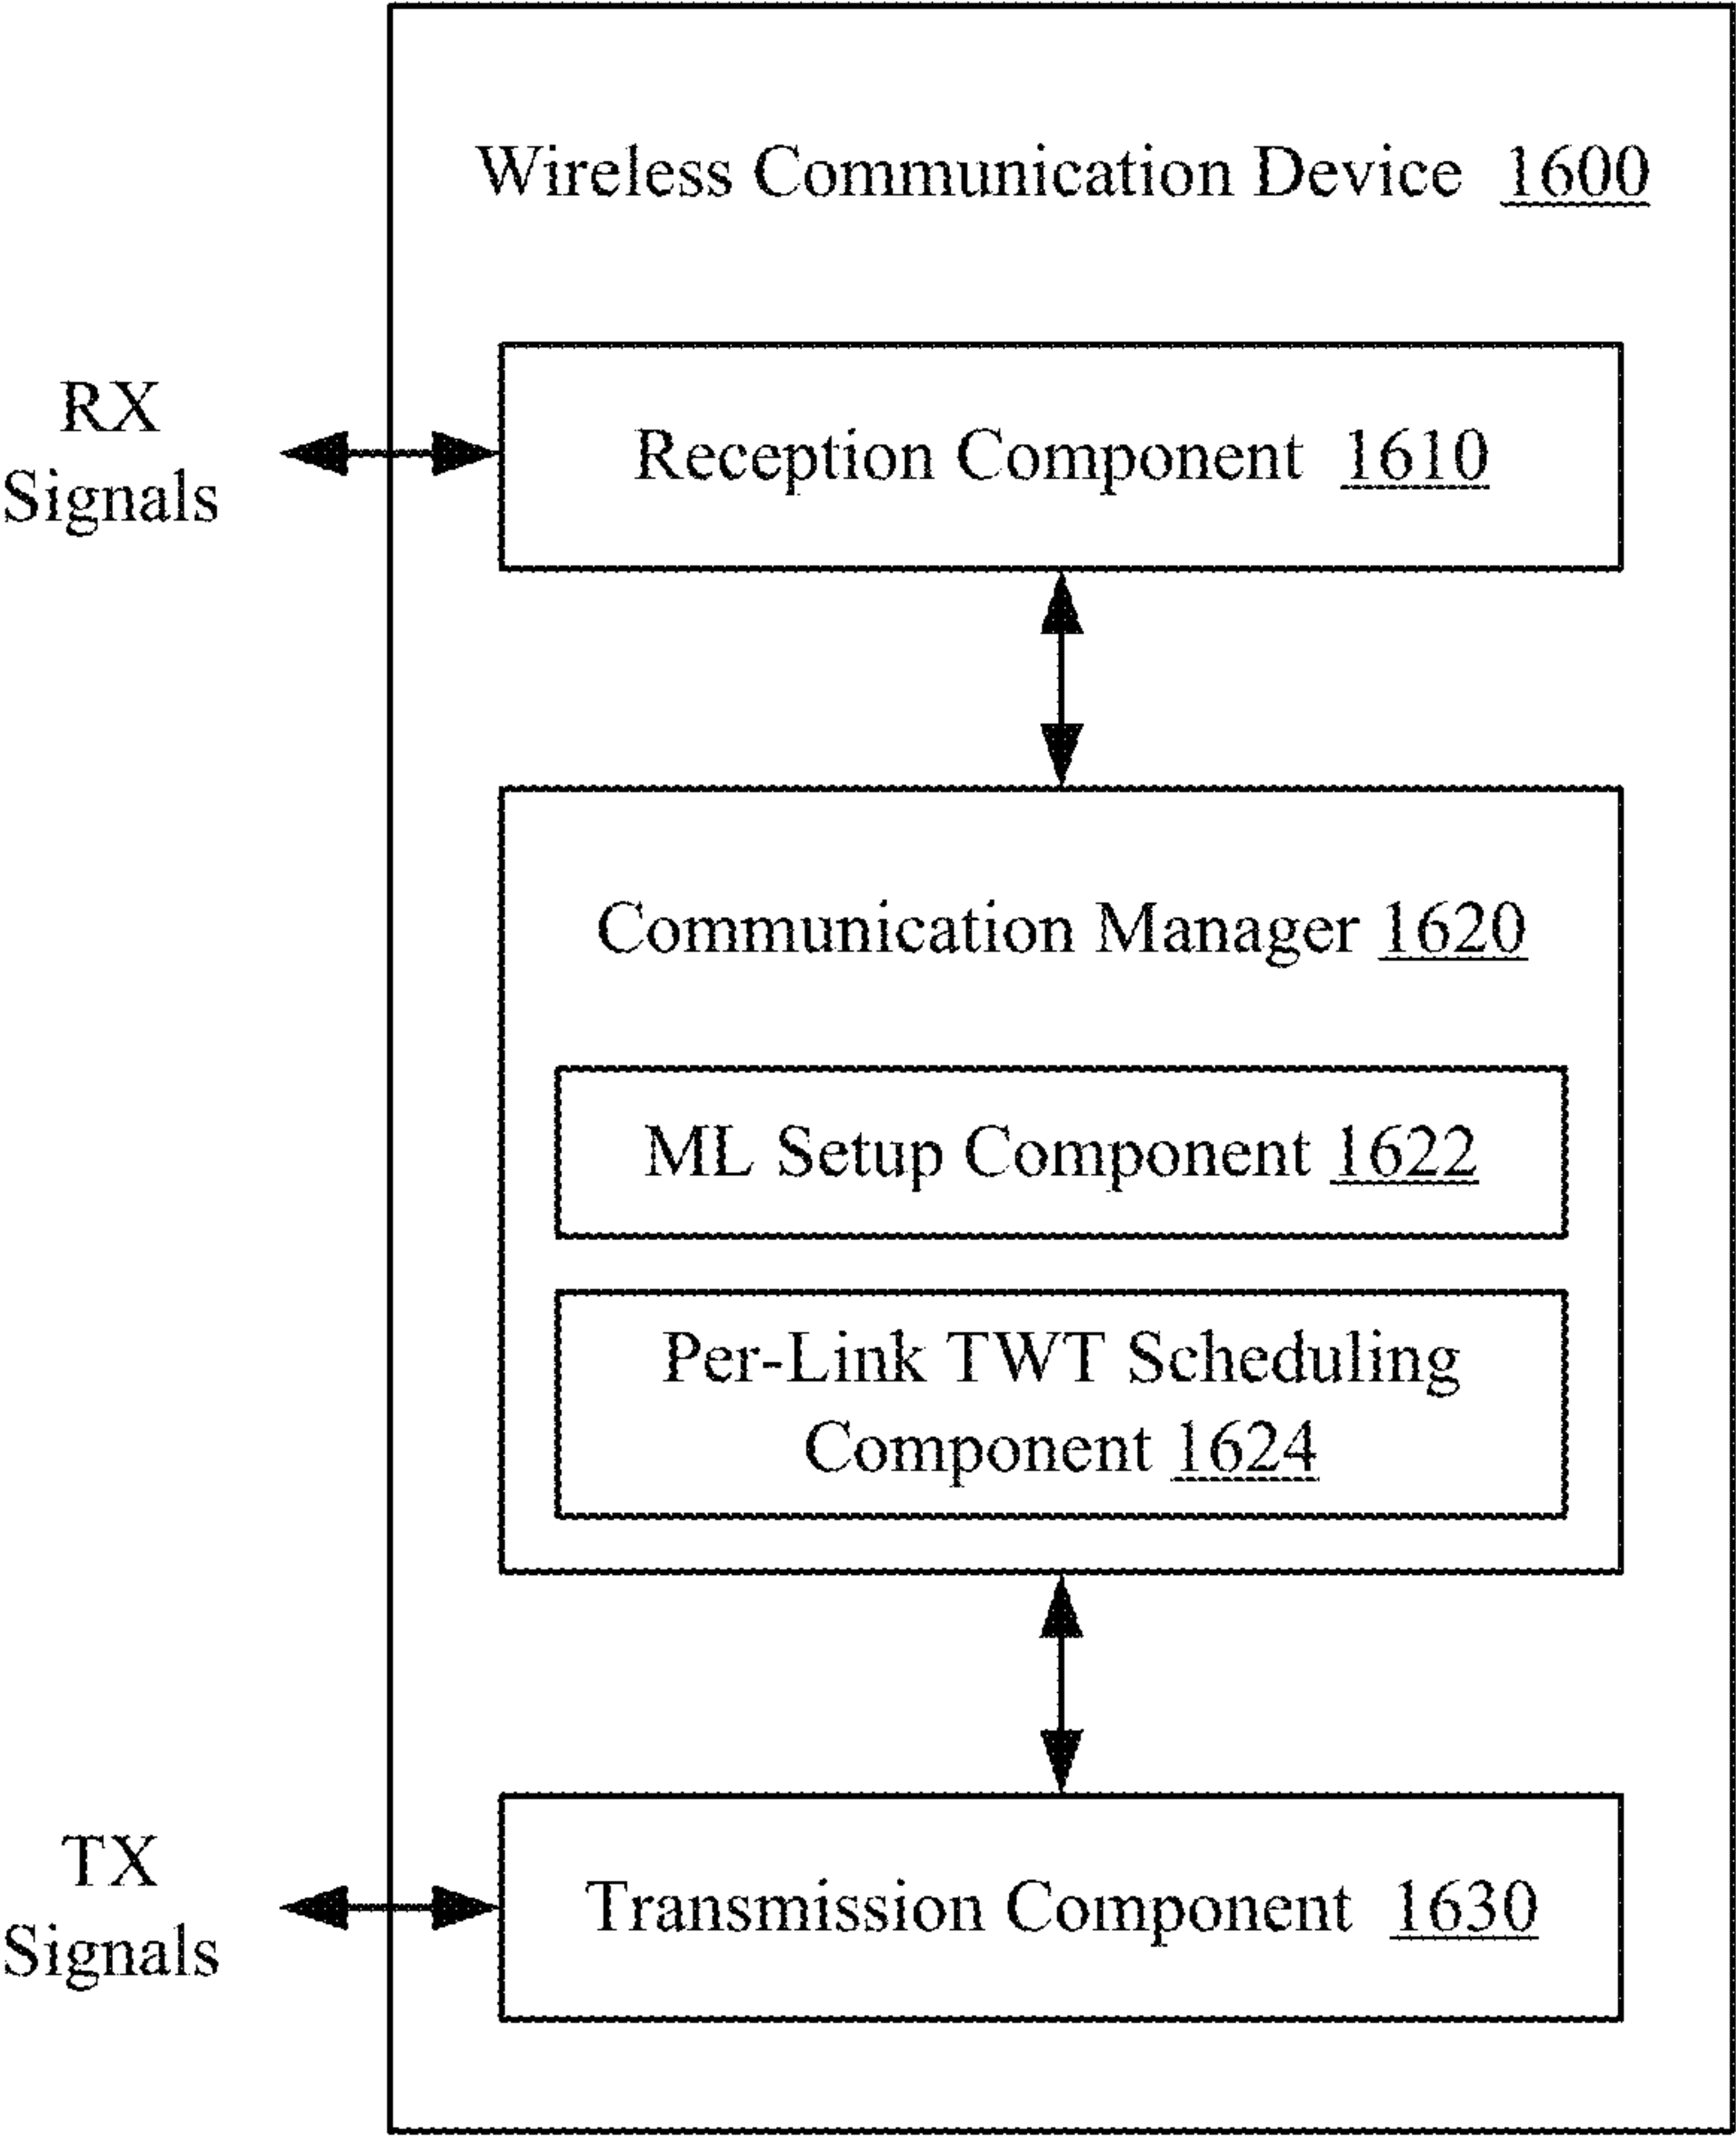 Wireless Communication Device 1600
RX
Signals
Reception Component 1610
Communication Manager 1620
ML Setup Component 1622
Per-Link TWT Scheduling
Component 1624
TX
Signals
Transmission Component 1630